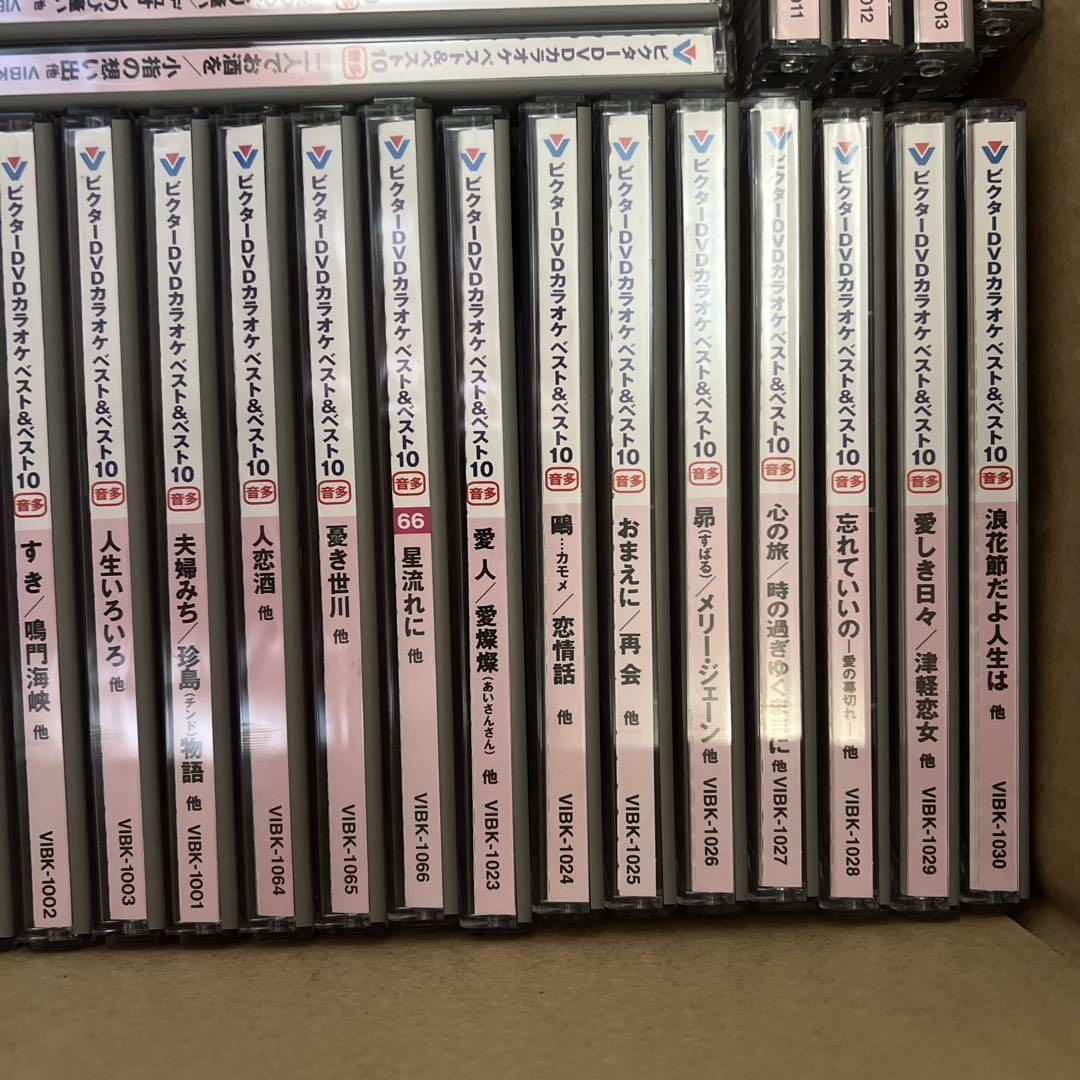 ビクターDVDカラオケ ベスト&ベスト10 音多 二人でお酒を/小指の想い出 他 VIBK
011
012
013
ビクターDVDカラオケ ベスト&ベスト10 音多 すき/鳴門海峡 他 VIBK-1002
ビクターDVDカラオケ ベスト&ベスト10 音多 人生いろいろ 他 VIBK-1003
ビクターDVDカラオケ ベスト&ベスト10 音多 夫婦みち/珍島(チンド)物語 他 VIBK-1001
ビクターDVDカラオケ ベスト&ベスト10 音多 人恋酒 他 VIBK-1064
ビクターDVDカラオケ ベスト&ベスト10 音多 憂き世川 他 VIBK-1065
ビクターDVDカラオケ ベスト&ベスト10 音多 66 星流れに 他 VIBK-1066
ビクターDVDカラオケ ベスト&ベスト10 音多 愛人/愛燦燦(あいさんさん) 他 VIBK-1023
ビクターDVDカラオケ ベスト&ベスト10 音多 鷗…カモメ/恋情話 他 VIBK-1024
ビクターDVDカラオケ ベスト&ベスト10 音多 おまえに/再会 他 VIBK-1025
ビクターDVDカラオケ ベスト&ベスト10 音多 昴(すばる)/メリー・ジェーン 他 VIBK-1026
ビクターDVDカラオケ ベスト&ベスト10 音多 心の旅/時の過ぎゆく に 他 VIBK-1027
ビクターDVDカラオケ ベスト&ベスト10 音多 忘れていいの―愛の幕切れ― 他 VIBK-1028
ビクターDVDカラオケ ベスト&ベスト10 音多 愛しき日々/津軽恋女 他 VIBK-1029
ビクターDVDカラオケ ベスト&ベスト10 音多 浪花節だよ人生は 他 VIBK-1030